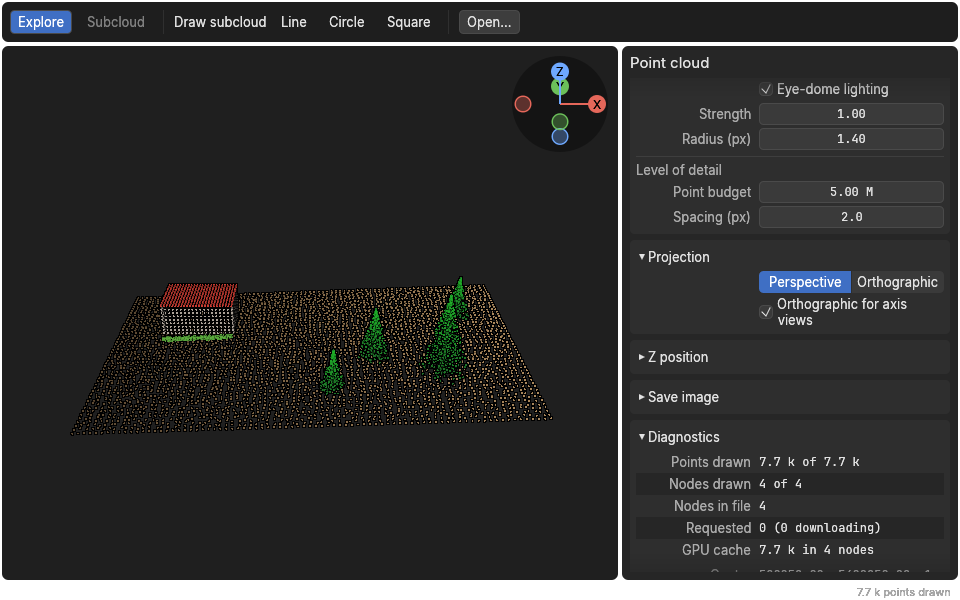 Explore Subcloud Draw subcloud Line Circle Square Open...
Point cloud
Eye-dome lighting
Strength 1.00
Radius (px) 1.40
Level of detail
Point budget 5.00 M
Spacing (px) 2.0
Projection
Perspective Orthographic
Orthographic for axis
views
Z position
Save image
Diagnostics
Points drawn 7.7 k of 7.7 k
Nodes drawn 4 of 4
Nodes in file 4
Requested 0 (0 downloading)
GPU cache 7.7 k in 4 nodes
Z
Y
X
7.7 k points drawn